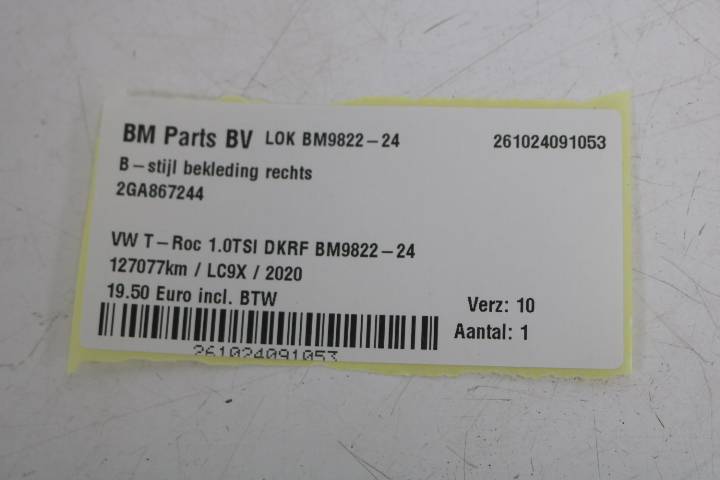 BM Parts BV LOK BM9822-24 261024091053
B-stijl bekleding rechts
2GA867244
VW T-Roc 1.0TSI DKRF BM9822-24
127077km / LC9X / 2020
19.50 Euro incl. BTW
Verz: 10
Aantal: 1
261024091053